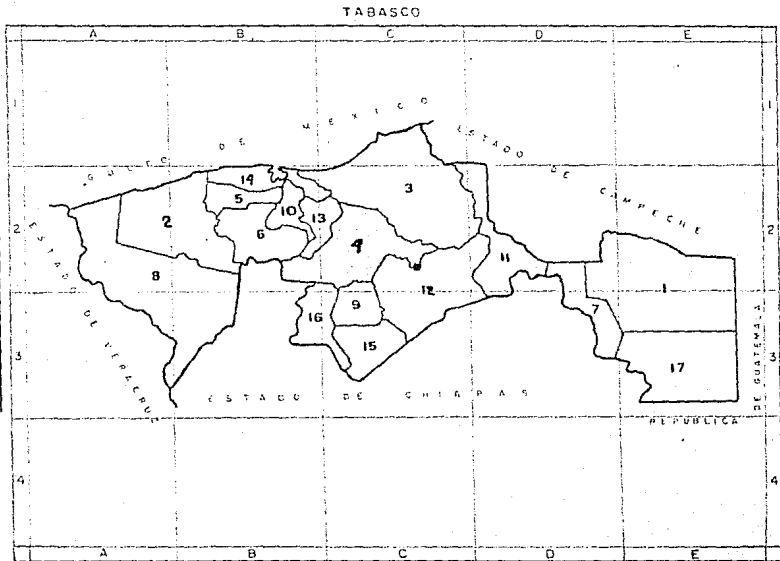 TABASCO
A B C D E
1 1
GOLFO DE MEXICO
ESTADO DE CAMPECHE
14
3
5
2 2
2
10
13
6
4
ESTADO DE VERACRUZ
8
11
12
1
9
7
16
15
17
3 3
ESTADO DE CHIAPAS
REPUBLICA
DE GUATEMALA
4 4
A B C D E